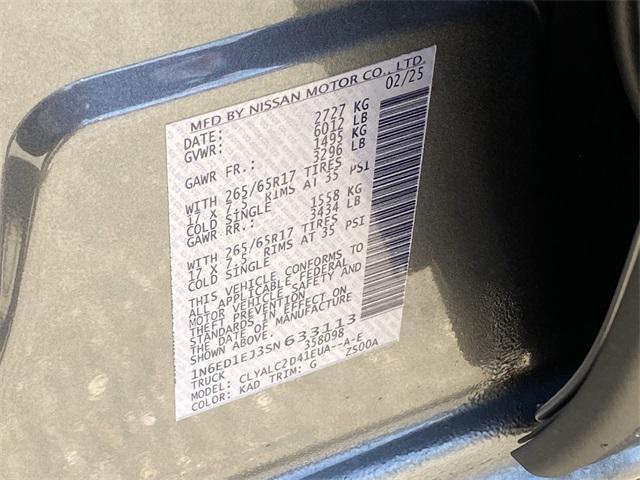 MFD BY NISSAN MOTOR CO., LTD.
DATE: 02/25
GVWR: 2727 KG
6012 LB
GAWR FR.: 1495 KG
3296 LB
WITH 265/65R17 TIRES
17 X 7.5 RIMS AT 35 PSI
COLD SINGLE
GAWR RR.: 1558 KG
3434 LB
WITH 265/65R17 TIRES
17 X 7.5 RIMS AT 35 PSI
COLD SINGLE
THIS VEHICLE CONFORMS TO
ALL APPLICABLE FEDERAL
MOTOR VEHICLE SAFETY AND
THEFT PREVENTION
STANDARDS IN EFFECT ON
THE DATE OF MANUFACTURE
SHOWN ABOVE.
1N6ED1EJ3SN633113
TRUCK 358098
MODEL: CLYALC2D41EUA--A-E
COLOR: KAD TRIM: G ZS00A